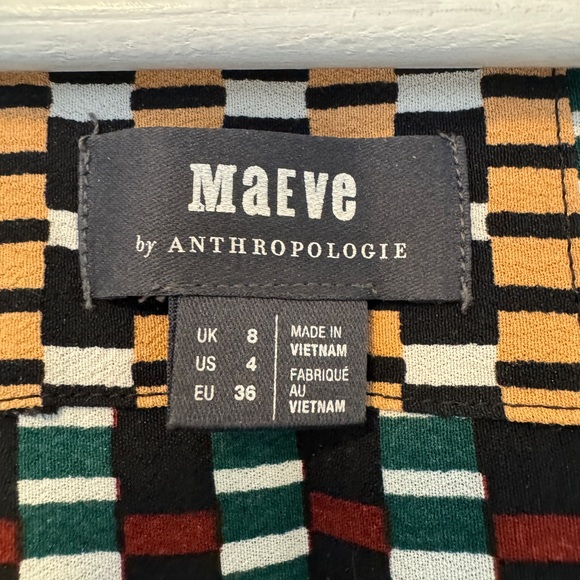 MaEve
by ANTHROPOLOGIE
UK 8
US 4
EU 36
MADE IN
VIETNAM
FABRIQUÉ
AU
VIETNAM